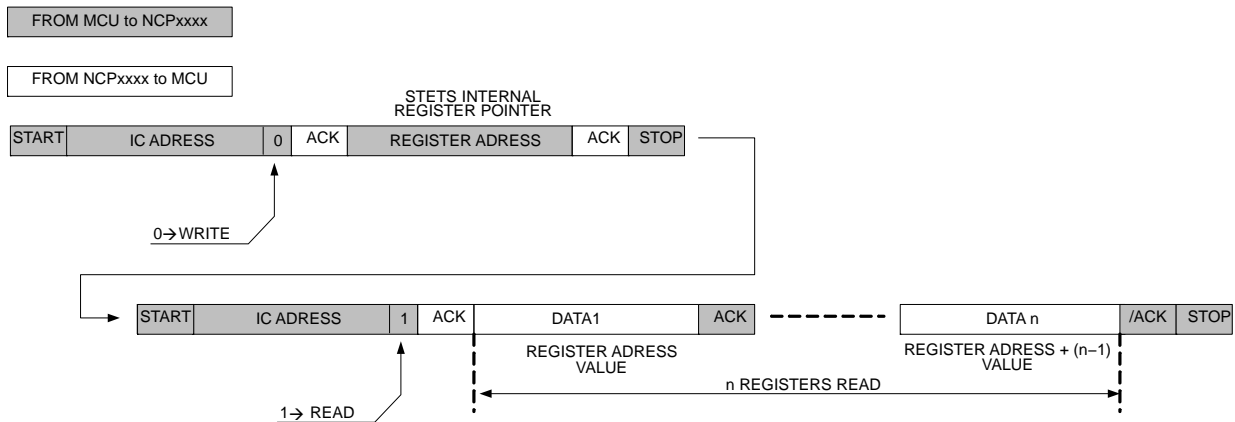 FROM MCU to NCPxxxx
FROM NCPxxxx to MCU
STETS INTERNAL
REGISTER POINTER
START IC ADRESS 0 ACK REGISTER ADRESS ACK STOP
0→WRITE
START IC ADRESS 1 ACK DATA1 ACK DATA n /ACK STOP
REGISTER ADRESS
VALUE
REGISTER ADRESS + (n−1)
VALUE
n REGISTERS READ
1→ READ